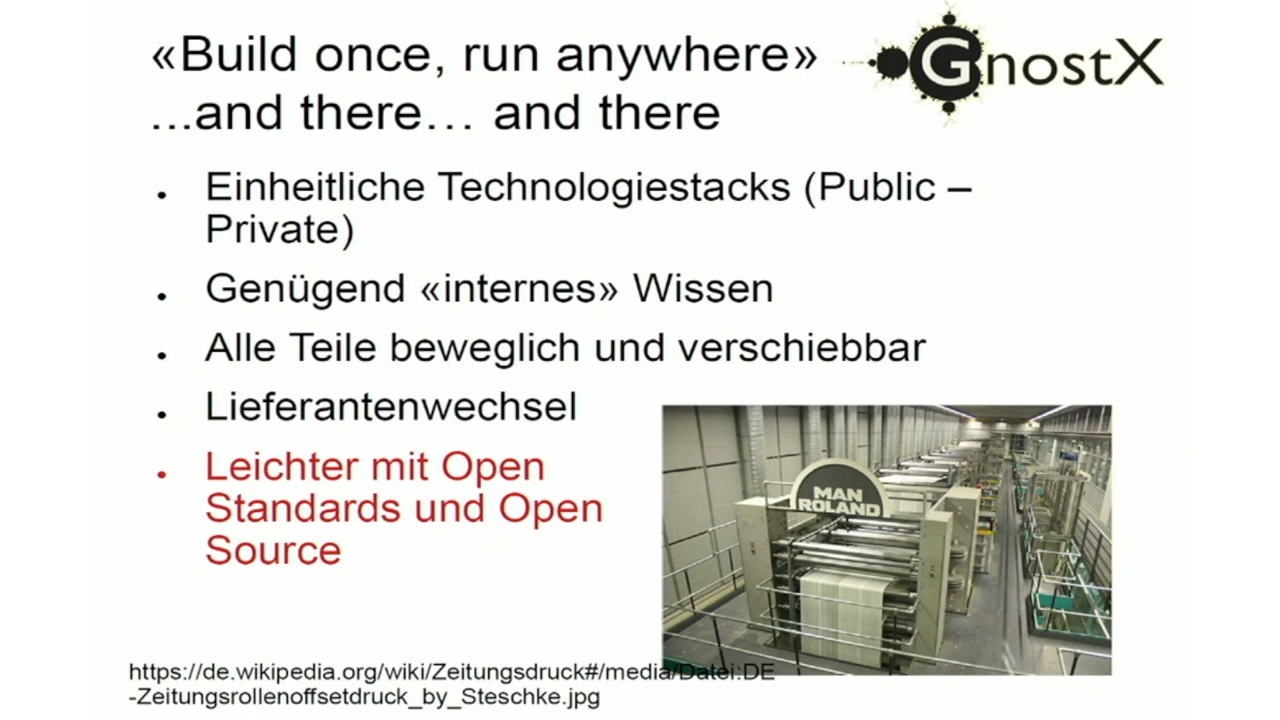 «Build once, run anywhere»
...and there… and there
GnostX
• Einheitliche Technologiestacks (Public –
Private)
• Genügend «internes» Wissen
• Alle Teile beweglich und verschiebbar
• Lieferantenwechsel
• Leichter mit Open
Standards und Open
Source
MAN
ROLAND
https://de.wikipedia.org/wiki/Zeitungsdruck#/media/Datei:DE
-Zeitungsrollenoffsetdruck_by_Steschke.jpg